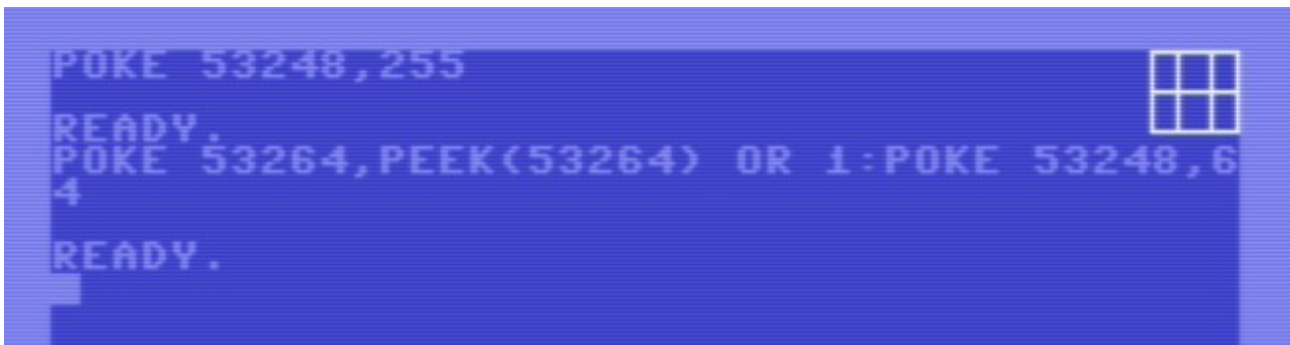 POKE 53248,255
READY.
POKE 53264,PEEK(53264) OR 1:POKE 53248,6
4
READY.